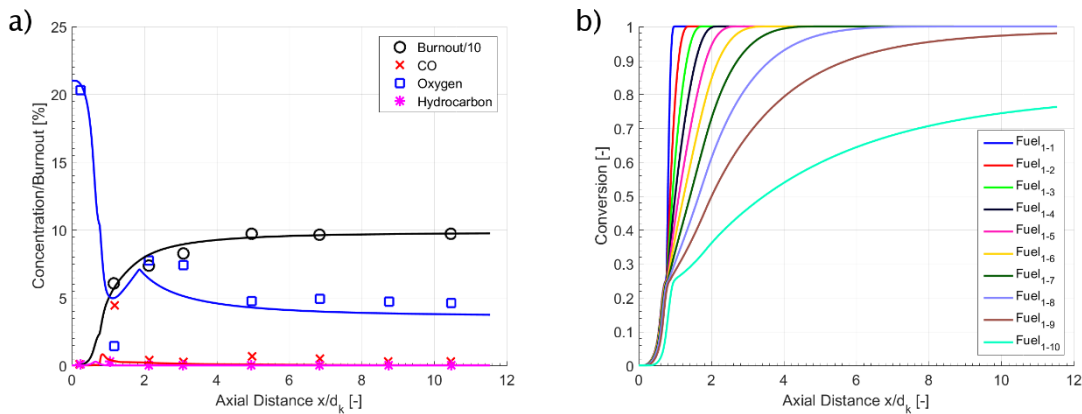 a)
25
20
15
10
5
0
0 2 4 6 8 10 12
Concentration/Burnout [%]
Axial Distance x/d_k [-]
Burnout/10
CO
Oxygen
Hydrocarbon
b)
1
0.9
0.8
0.7
0.6
0.5
0.4
0.3
0.2
0.1
0
0 2 4 6 8 10 12
Conversion [-]
Axial Distance x/d_k [-]
Fuel_1-1
Fuel_1-2
Fuel_1-3
Fuel_1-4
Fuel_1-5
Fuel_1-6
Fuel_1-7
Fuel_1-8
Fuel_1-9
Fuel_1-10